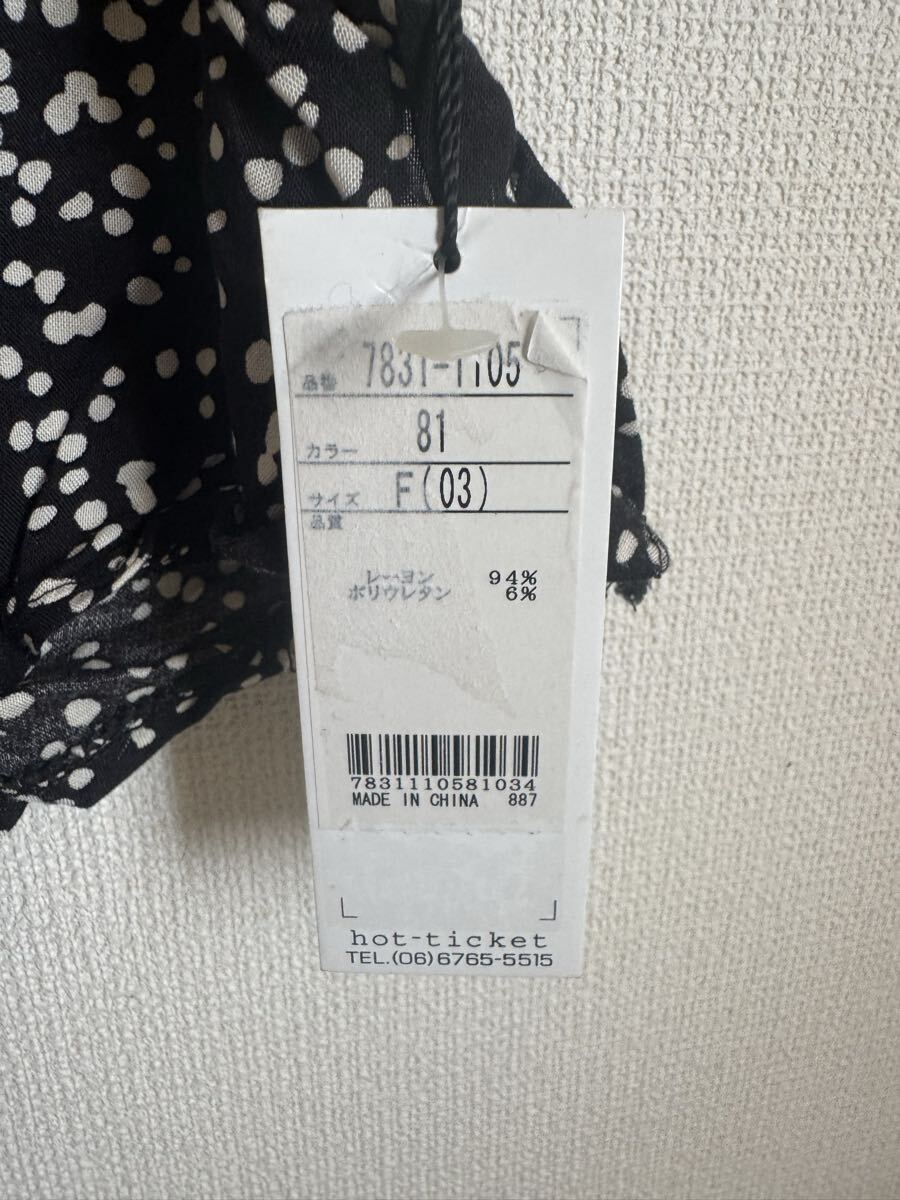 品番 7831-1105
カラー 81
サイズ F(03)
品質
レーヨン 94%
ポリウレタン 6%
7831110581034
MADE IN CHINA 887
hot-ticket
TEL.(06)6765-5515